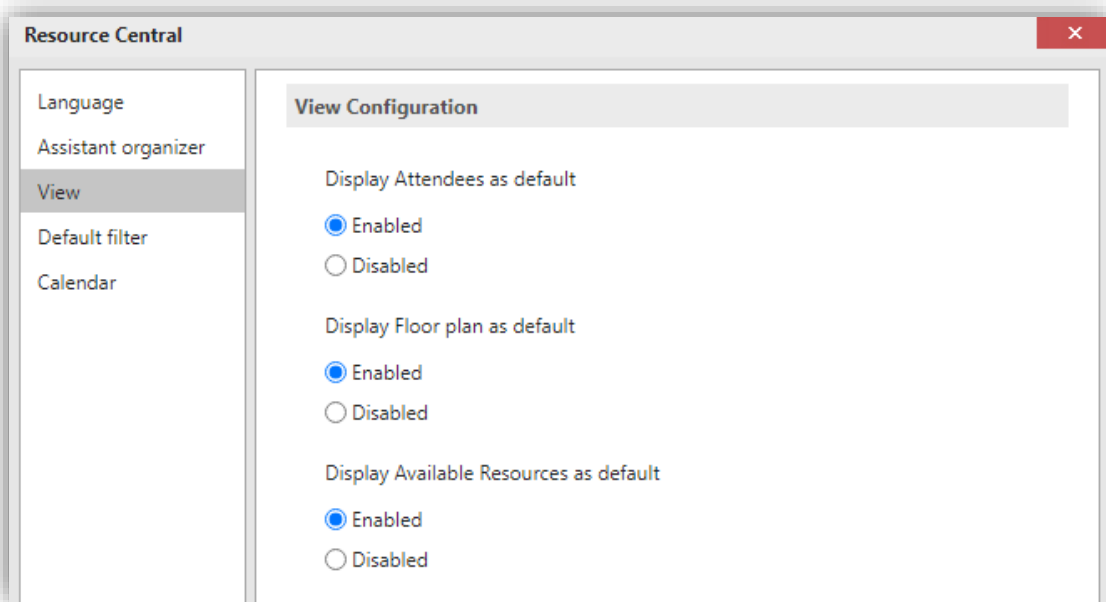 Resource Central
Language
Assistant organizer
View
Default filter
Calendar
View Configuration
Display Attendees as default
Enabled
Disabled
Display Floor plan as default
Enabled
Disabled
Display Available Resources as default
Enabled
Disabled